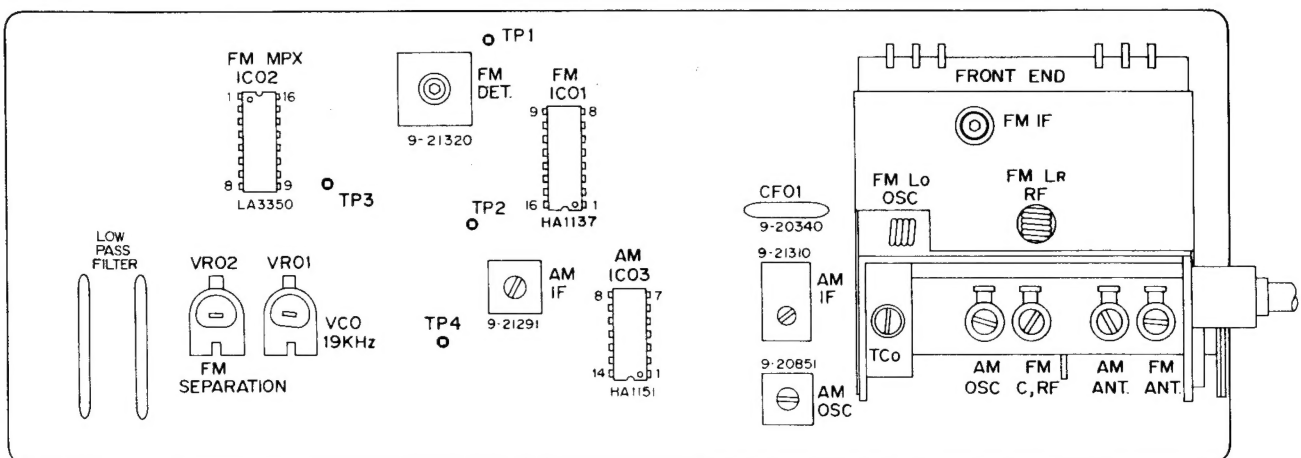 TP1
FM MPX
IC02
1 16
8 9
LA3350
TP3
FM
DET.
9-21320
FM
IC01
9 8
16 1
HA1137
TP2
LOW
PASS
FILTER
VR02
VR01
VCO
19KHz
FM
SEPARATION
TP4
AM
IF
9-21291
AM
IC03
8 7
14 1
HA1151
CF01
9-20340
9-21310
AM
IF
9-20851
AM
OSC
FRONT END
FM IF
FM Lo
OSC
FM LR
RF
TCo
AM
OSC
FM
C,RF
AM
ANT.
FM
ANT.